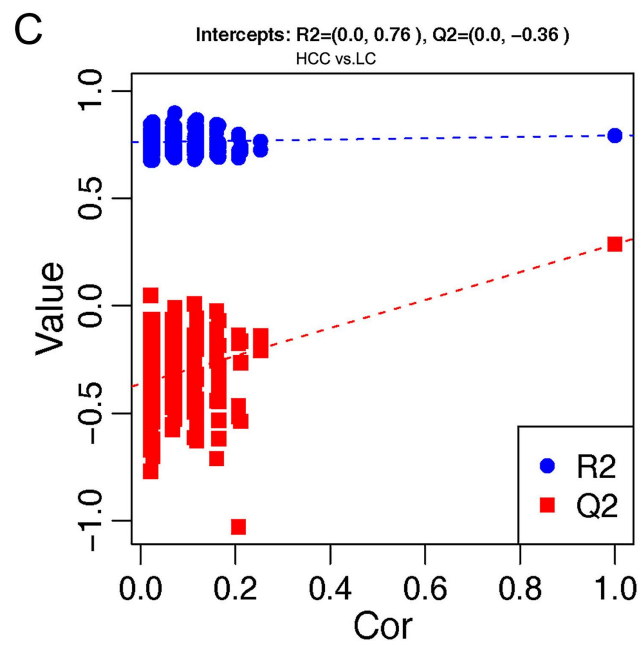 C
Intercepts: R2=(0.0, 0.76 ), Q2=(0.0, −0.36 )
HCC vs.LC
1.0
0.5
0.0
−0.5
−1.0
Value
R2
Q2
0.0 0.2 0.4 0.6 0.8 1.0
Cor